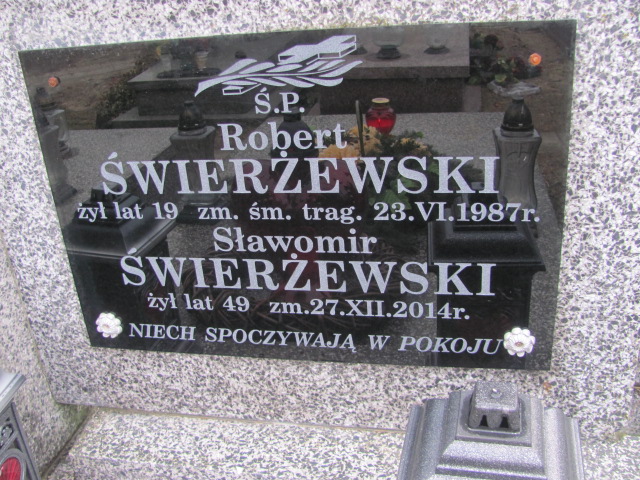 Ś.P.
Robert
ŚWIERŻEWSKI
żył lat 19 zm. śm. trag. 23.VI.1987r.
Sławomir
ŚWIERŻEWSKI
żył lat 49 zm.27.XII.2014r.
NIECH SPOCZYWAJĄ W POKOJU